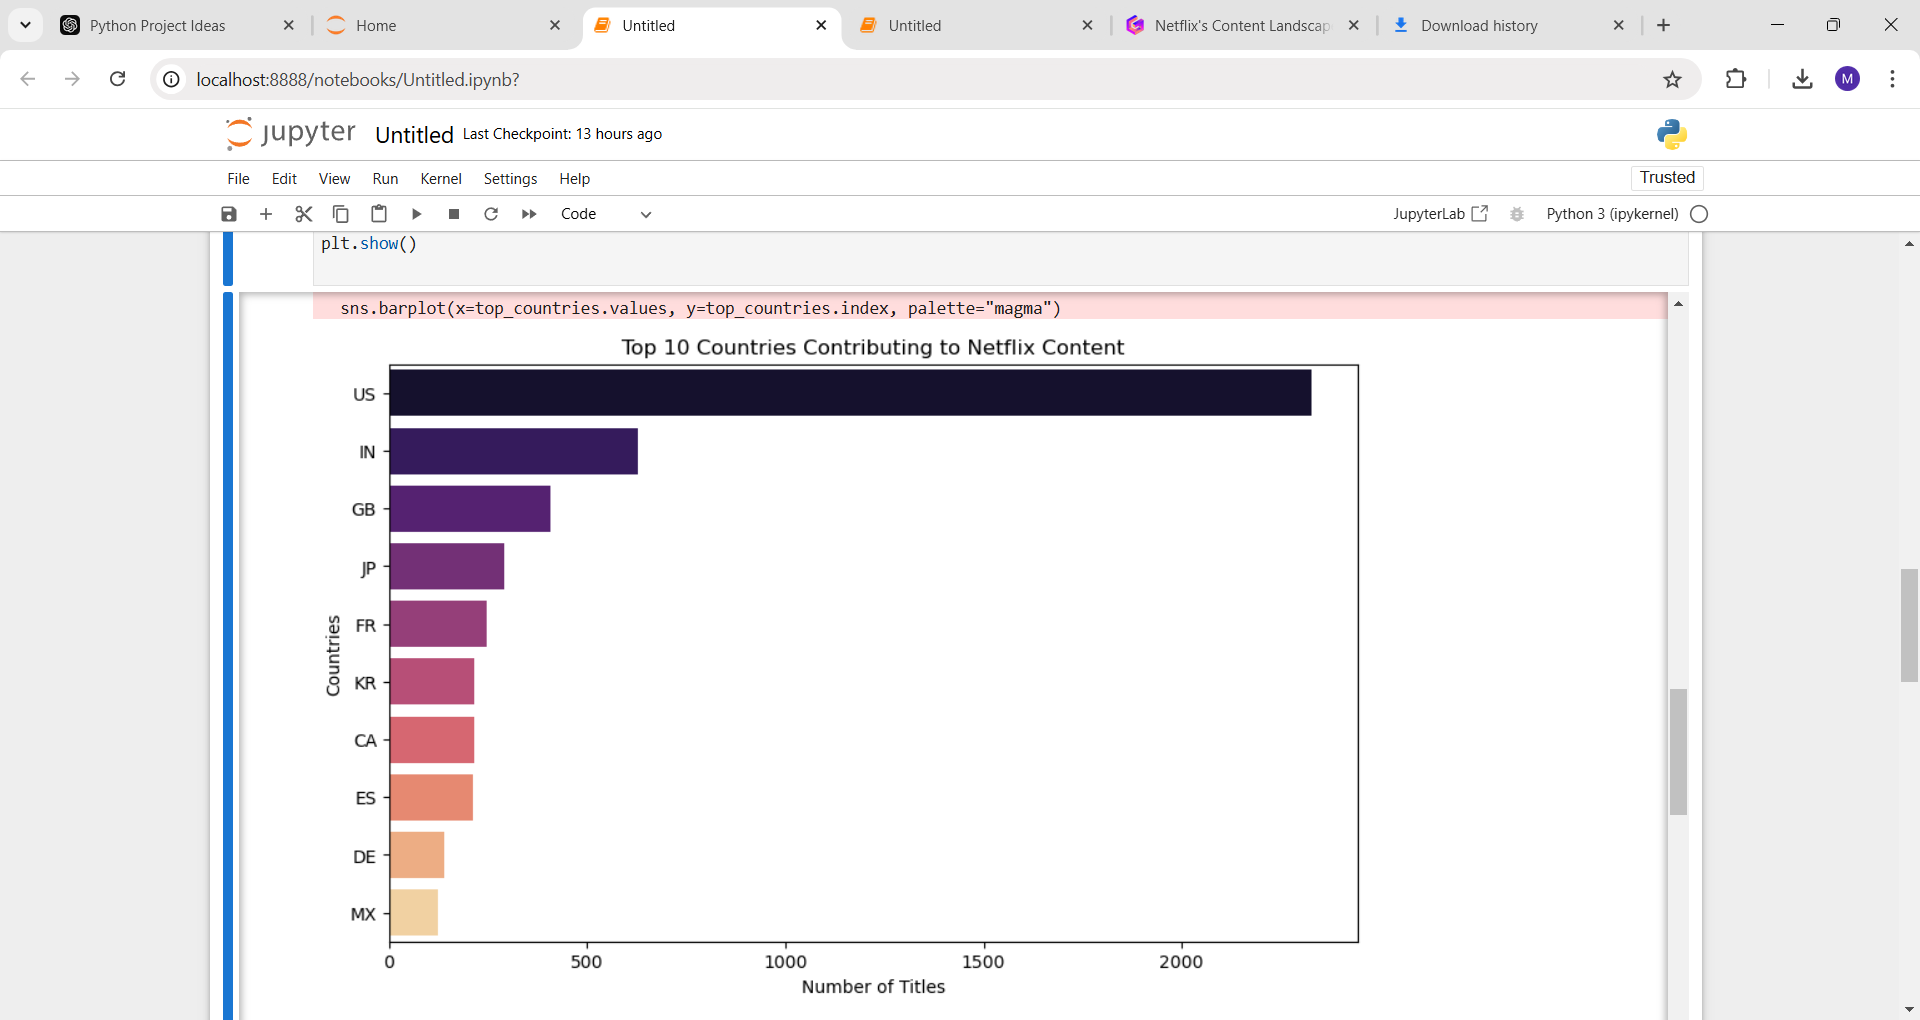 Python Project Ideas
Home
Untitled
Untitled
Netflix's Content Landscap
Download history
localhost:8888/notebooks/Untitled.ipynb?
M
jupyter Untitled Last Checkpoint: 13 hours ago
File Edit View Run Kernel Settings Help
Trusted
Code
JupyterLab
Python 3 (ipykernel)
plt.show()
sns.barplot(x=top_countries.values, y=top_countries.index, palette="magma")
Top 10 Countries Contributing to Netflix Content
US
IN
GB
JP
FR
KR
CA
ES
DE
MX
Countries
0 500 1000 1500 2000
Number of Titles